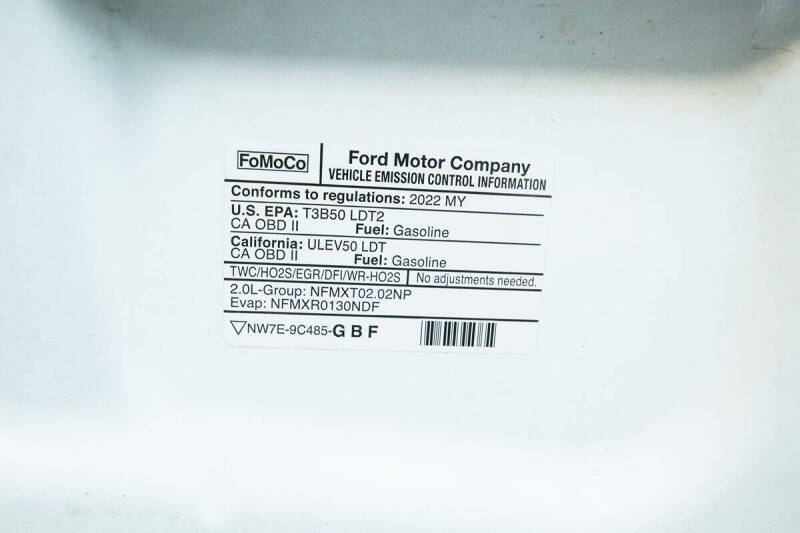 FoMoCo
Ford Motor Company
VEHICLE EMISSION CONTROL INFORMATION
Conforms to regulations: 2022 MY
U.S. EPA: T3B50 LDT2
CA OBD II Fuel: Gasoline
California: ULEV50 LDT
CA OBD II Fuel: Gasoline
TWC/HO2S/EGR/DFI/WR-HO2S No adjustments needed.
2.0L-Group: NFMXT02.02NP
Evap: NFMXR0130NDF
NW7E-9C485-G B F